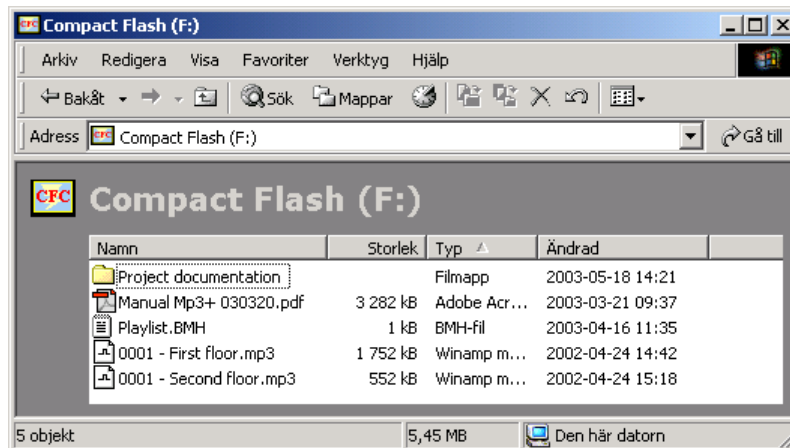 Compact Flash (F:)
Arkiv Redigera Visa Favoriter Verktyg Hjälp
Bakåt Sök Mappar
Adress CFC Compact Flash (F:) Gå till
CFC Compact Flash (F:)
Namn Storlek Typ Ändrad
Project documentation Filmapp 2003-05-18 14:21
Manual Mp3+ 030320.pdf 3 282 kB Adobe Acr... 2003-03-21 09:37
Playlist.BMH 1 kB BMH-fil 2003-04-16 11:35
0001 - First floor.mp3 1 752 kB Winamp m... 2002-04-24 14:42
0001 - Second floor.mp3 552 kB Winamp m... 2002-04-24 15:18
5 objekt 5,45 MB Den här datorn